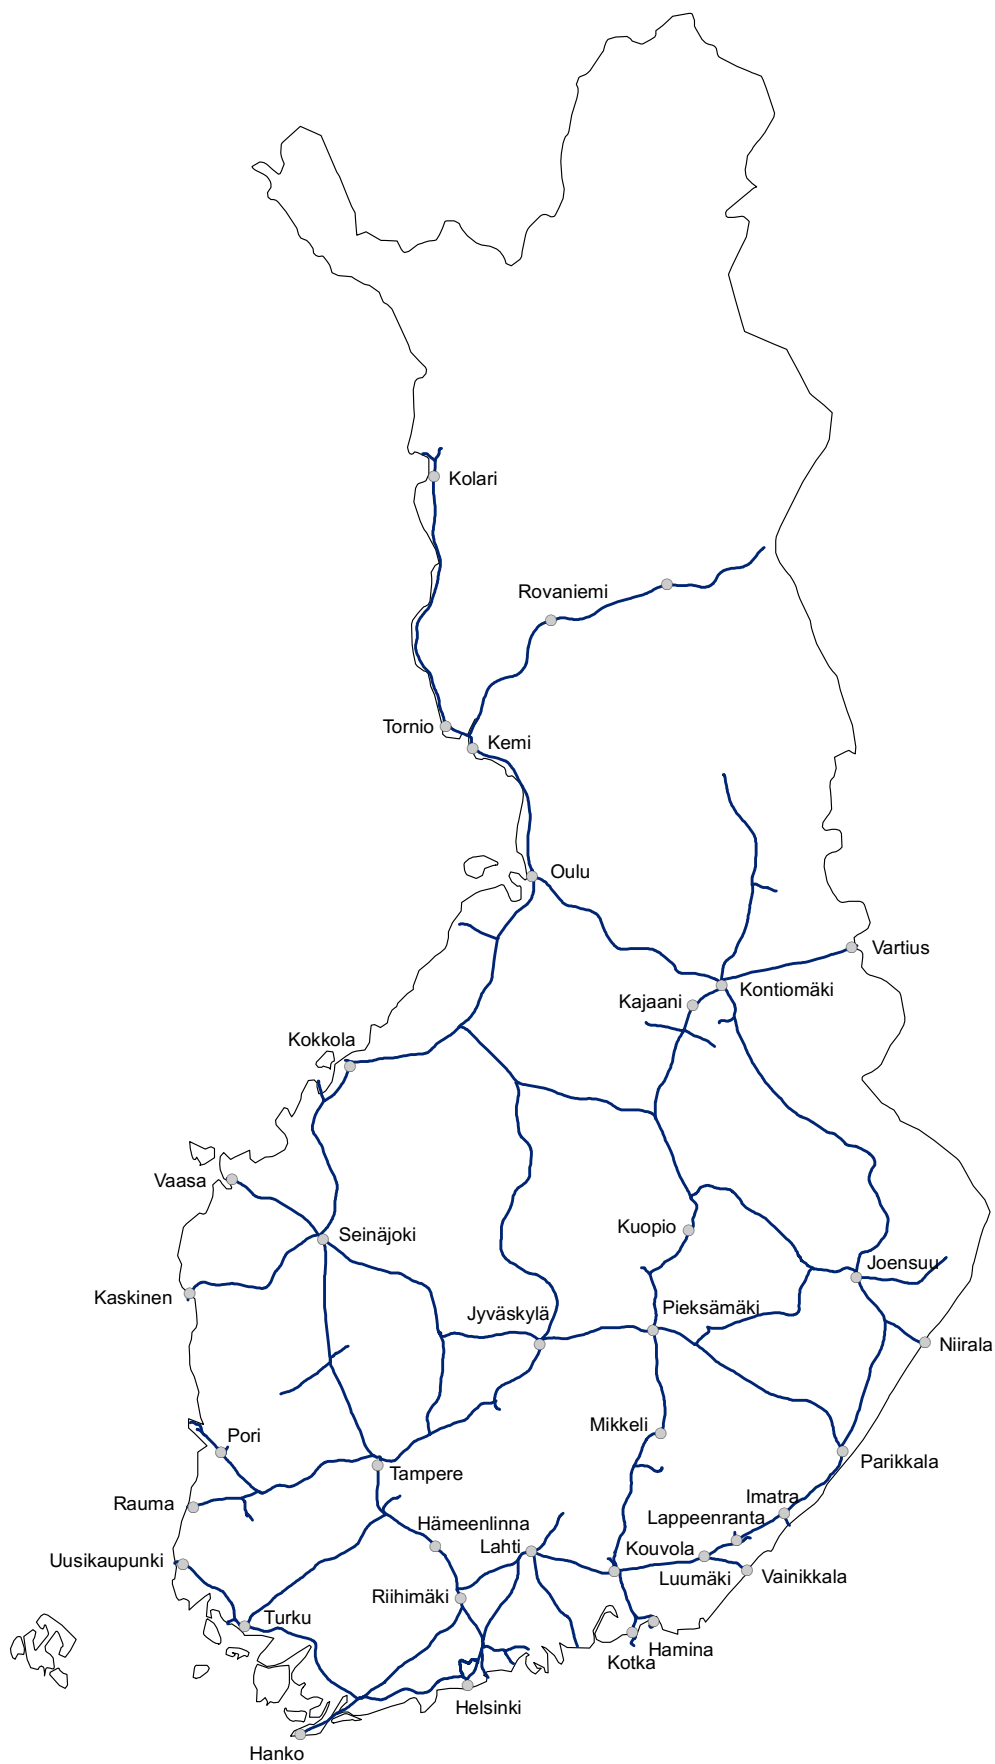 Kolari
Rovaniemi
Tornio
Kemi
Oulu
Vartius
Kontiomäki
Kajaani
Kokkola
Vaasa
Kuopio
Seinäjoki
Joensuu
Kaskinen
Pieksämäki
Jyväskylä
Niirala
Mikkeli
Pori
Parikkala
Tampere
Imatra
Rauma
Lappeenranta
Hämeenlinna
Lahti
Kouvola
Uusikaupunki
Luumäki
Vainikkala
Riihimäki
Turku
Hamina
Kotka
Helsinki
Hanko